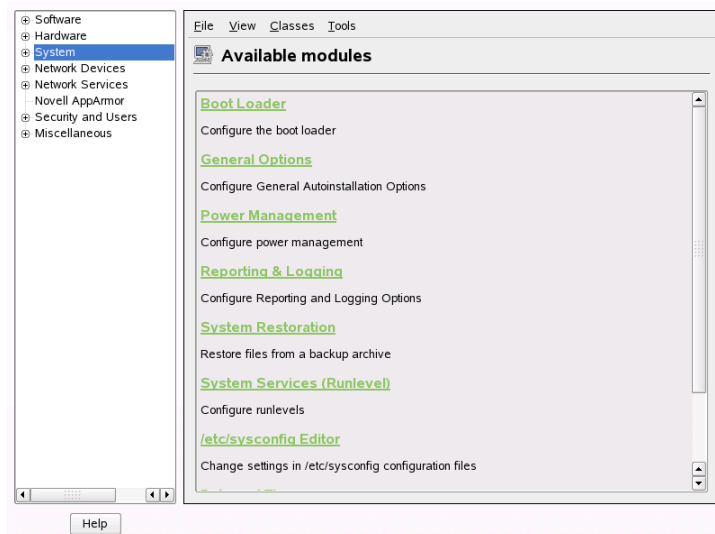 Software
Hardware
System
Network Devices
Network Services
Novell AppArmor
Security and Users
Miscellaneous
Help
File View Classes Tools
Available modules
Boot Loader
Configure the boot loader
General Options
Configure General Autoinstallation Options
Power Management
Configure power management
Reporting & Logging
Configure Reporting and Logging Options
System Restoration
Restore files from a backup archive
System Services (Runlevel)
Configure runlevels
/etc/sysconfig Editor
Change settings in /etc/sysconfig configuration files